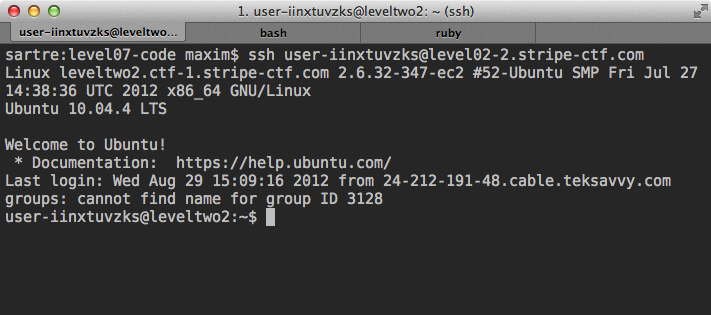 1. user-iinxtuvzks@leveltwo2: ~ (ssh)
user-iinxtuvzks@leveltwo... bash ruby
sartre:level07-code maxim$ ssh user-iinxtuvzks@level02-2.stripe-ctf.com
Linux leveltwo2.ctf-1.stripe-ctf.com 2.6.32-347-ec2 #52-Ubuntu SMP Fri Jul 27
14:38:36 UTC 2012 x86_64 GNU/Linux
Ubuntu 10.04.4 LTS
Welcome to Ubuntu!
* Documentation:  https://help.ubuntu.com/
Last login: Wed Aug 29 15:09:16 2012 from 24-212-191-48.cable.teksavvy.com
groups: cannot find name for group ID 3128
user-iinxtuvzks@leveltwo2:~$